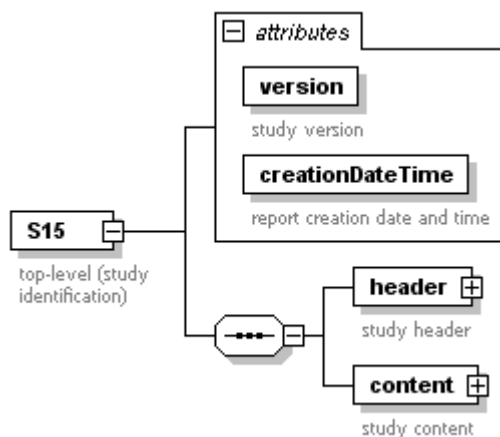 attributes
version
study version
creationDateTime
report creation date and time
S15
top-level (study
identification)
header
study header
content
study content